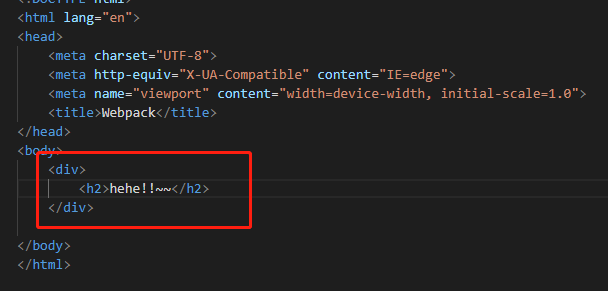 <!DOCTYPE html>
<html lang="en">
<head>
<meta charset="UTF-8">
<meta http-equiv="X-UA-Compatible" content="IE=edge">
<meta name="viewport" content="width=device-width, initial-scale=1.0">
<title>Webpack</title>
</head>
<body>
<div>
<h2>hehe!!~~</h2>
</div>
</body>
</html>